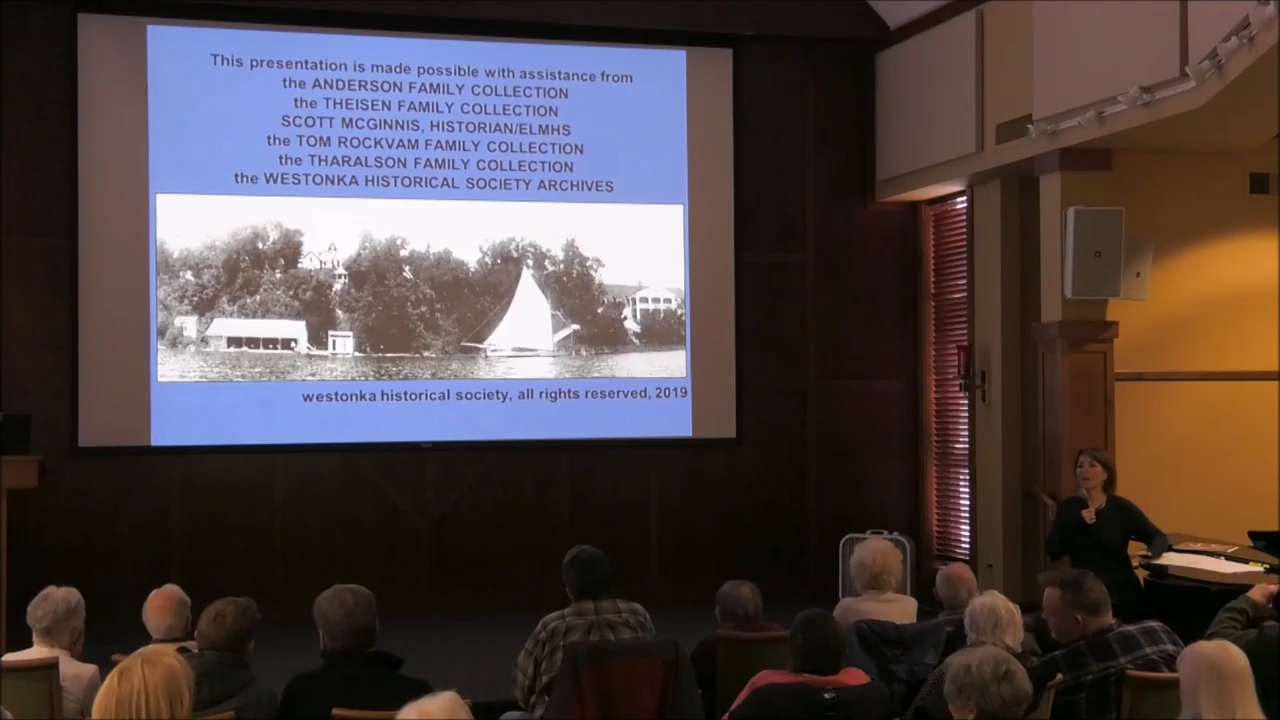 This presentation is made possible with assistance from
the ANDERSON FAMILY COLLECTION
the THEISEN FAMILY COLLECTION
SCOTT MCGINNIS, HISTORIAN/ELMHS
the TOM ROCKVAM FAMILY COLLECTION
the THARALSON FAMILY COLLECTION
the WESTONKA HISTORICAL SOCIETY ARCHIVES
westonka historical society, all rights reserved, 2019